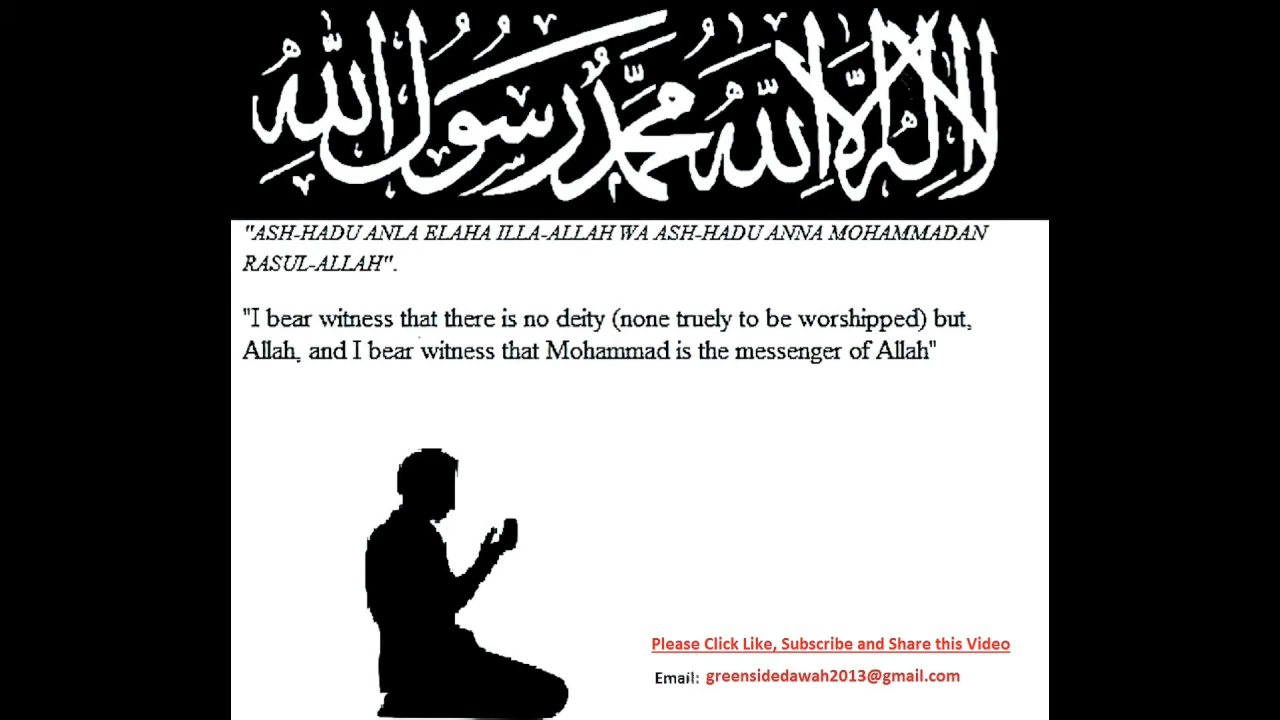 لا إله إلا الله محمد رسول الله
"ASH-HADU ANLA ELAHA ILLA-ALLAH WA ASH-HADU ANNA MOHAMMADAN
RASUL-ALLAH".
"I bear witness that there is no deity (none truely to be worshipped) but,
Allah, and I bear witness that Mohammad is the messenger of Allah"
Please Click Like, Subscribe and Share this Video
Email: greensidedawah2013@gmail.com